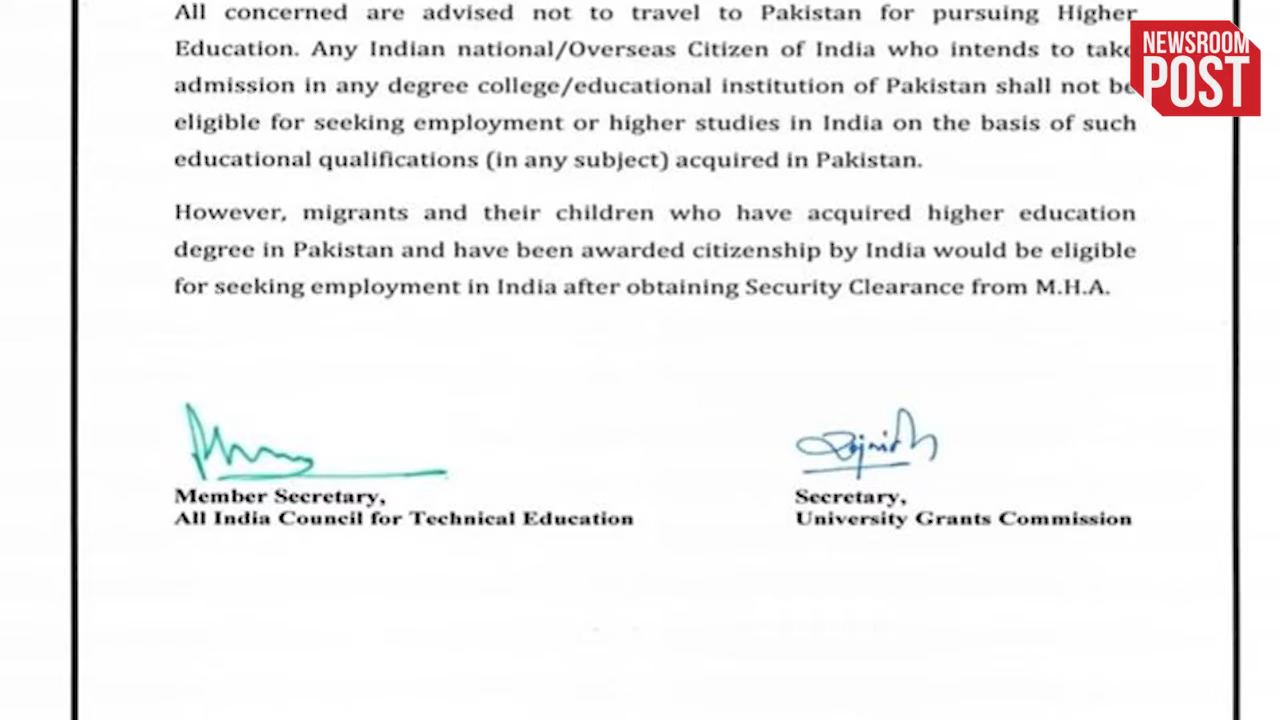 All concerned are advised not to travel to Pakistan for pursuing Higher
Education. Any Indian national/Overseas Citizen of India who intends to take
admission in any degree college/educational institution of Pakistan shall not be
eligible for seeking employment or higher studies in India on the basis of such
educational qualifications (in any subject) acquired in Pakistan.
However, migrants and their children who have acquired higher education
degree in Pakistan and have been awarded citizenship by India would be eligible
for seeking employment in India after obtaining Security Clearance from M.H.A.
Member Secretary,
All India Council for Technical Education
Secretary,
University Grants Commission
NEWSROOM
POST